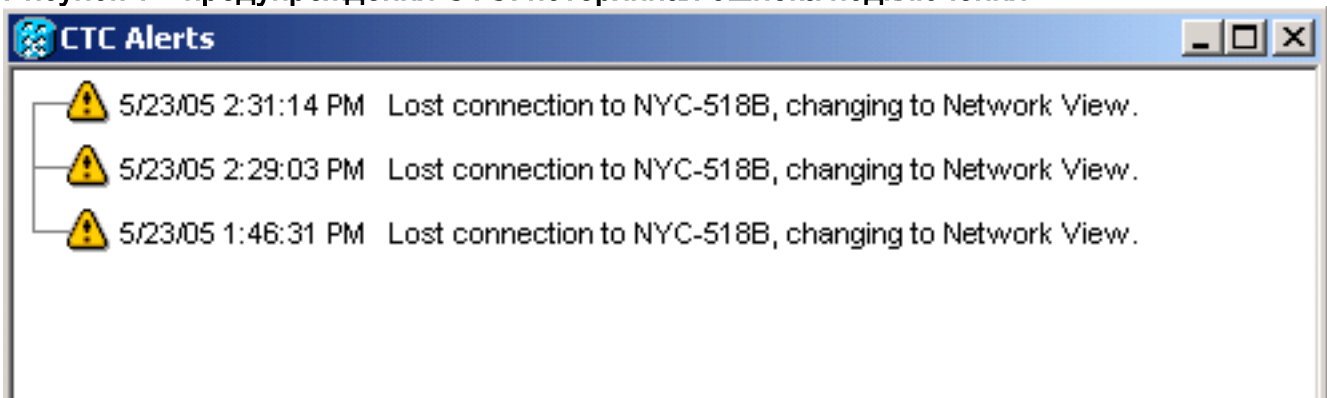 CTC Alerts
5/23/05 2:31:14 PM Lost connection to NYC-518B, changing to Network View.
5/23/05 2:29:03 PM Lost connection to NYC-518B, changing to Network View.
5/23/05 1:46:31 PM Lost connection to NYC-518B, changing to Network View.